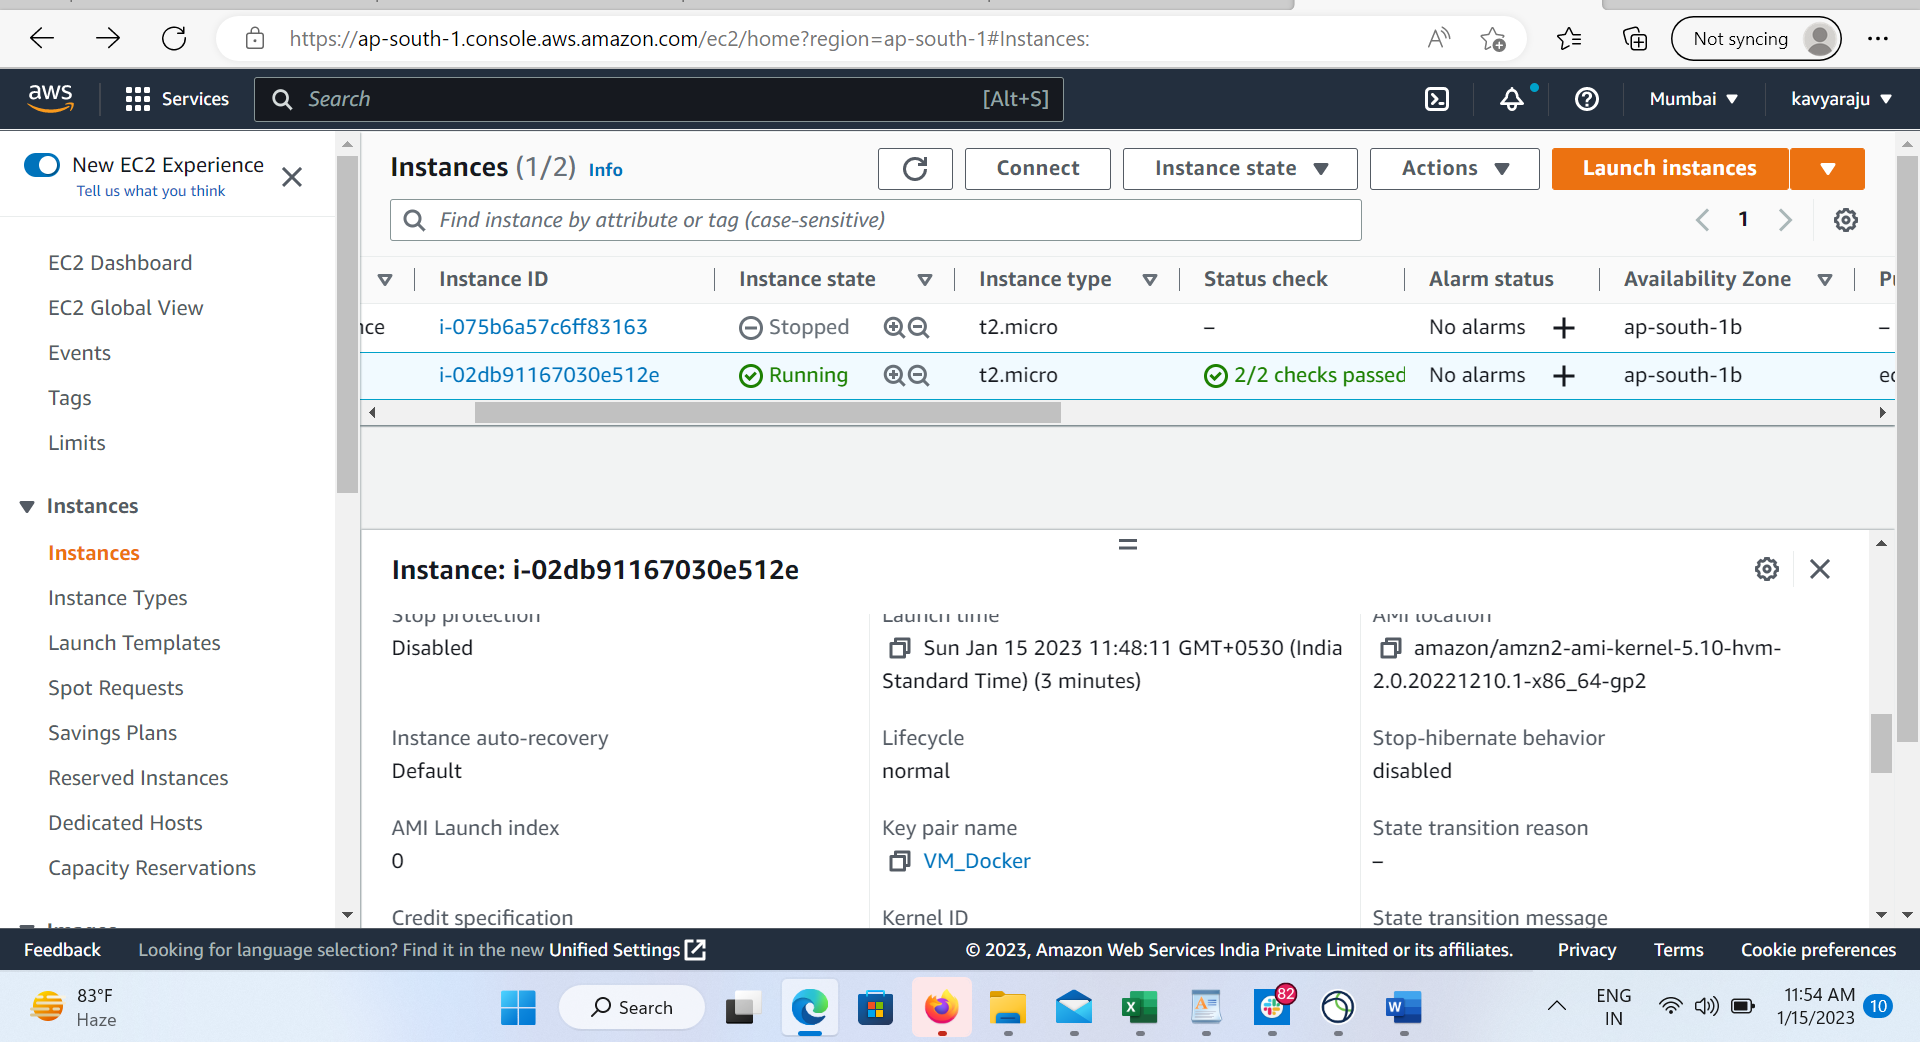 https://ap-south-1.console.aws.amazon.com/ec2/home?region=ap-south-1#Instances:
Not syncing
aws
Services
Search
[Alt+S]
Mumbai
kavyaraju
New EC2 Experience
Tell us what you think
EC2 Dashboard
EC2 Global View
Events
Tags
Limits
Instances
Instances
Instance Types
Launch Templates
Spot Requests
Savings Plans
Reserved Instances
Dedicated Hosts
Capacity Reservations
Instances (1/2) Info
Connect
Instance state
Actions
Launch instances
Find instance by attribute or tag (case-sensitive)
1
Instance ID Instance state Instance type Status check Alarm status Availability Zone
i-075b6a57c6ff83163 Stopped t2.micro – No alarms + ap-south-1b –
i-02db91167030e512e Running t2.micro 2/2 checks passed No alarms + ap-south-1b
Instance: i-02db91167030e512e
Stop protection
Disabled
Launch time
Sun Jan 15 2023 11:48:11 GMT+0530 (India
Standard Time) (3 minutes)
AMI location
amazon/amzn2-ami-kernel-5.10-hvm-
2.0.20221210.1-x86_64-gp2
Instance auto-recovery
Default
Lifecycle
normal
Stop-hibernate behavior
disabled
AMI Launch index
0
Key pair name
VM_Docker
State transition reason
–
Credit specification
Kernel ID
State transition message
Feedback
Looking for language selection? Find it in the new Unified Settings
© 2023, Amazon Web Services India Private Limited or its affiliates.
Privacy
Terms
Cookie preferences
83°F
Haze
Search
82
ENG
IN
11:54 AM
1/15/2023
10